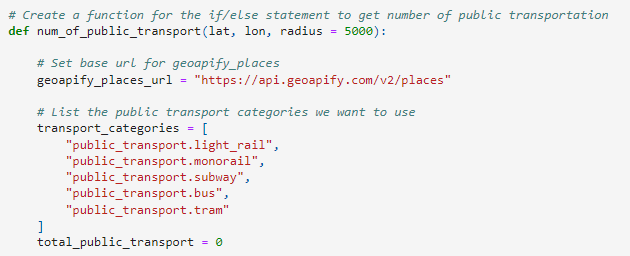 # Create a function for the if/else statement to get number of public transportation
def num_of_public_transport(lat, lon, radius = 5000):
# Set base url for geoapify_places
geoapify_places_url = "https://api.geoapify.com/v2/places"
# List the public transport categories we want to use
transport_categories = [
"public_transport.light_rail",
"public_transport.monorail",
"public_transport.subway",
"public_transport.bus",
"public_transport.tram"
]
total_public_transport = 0